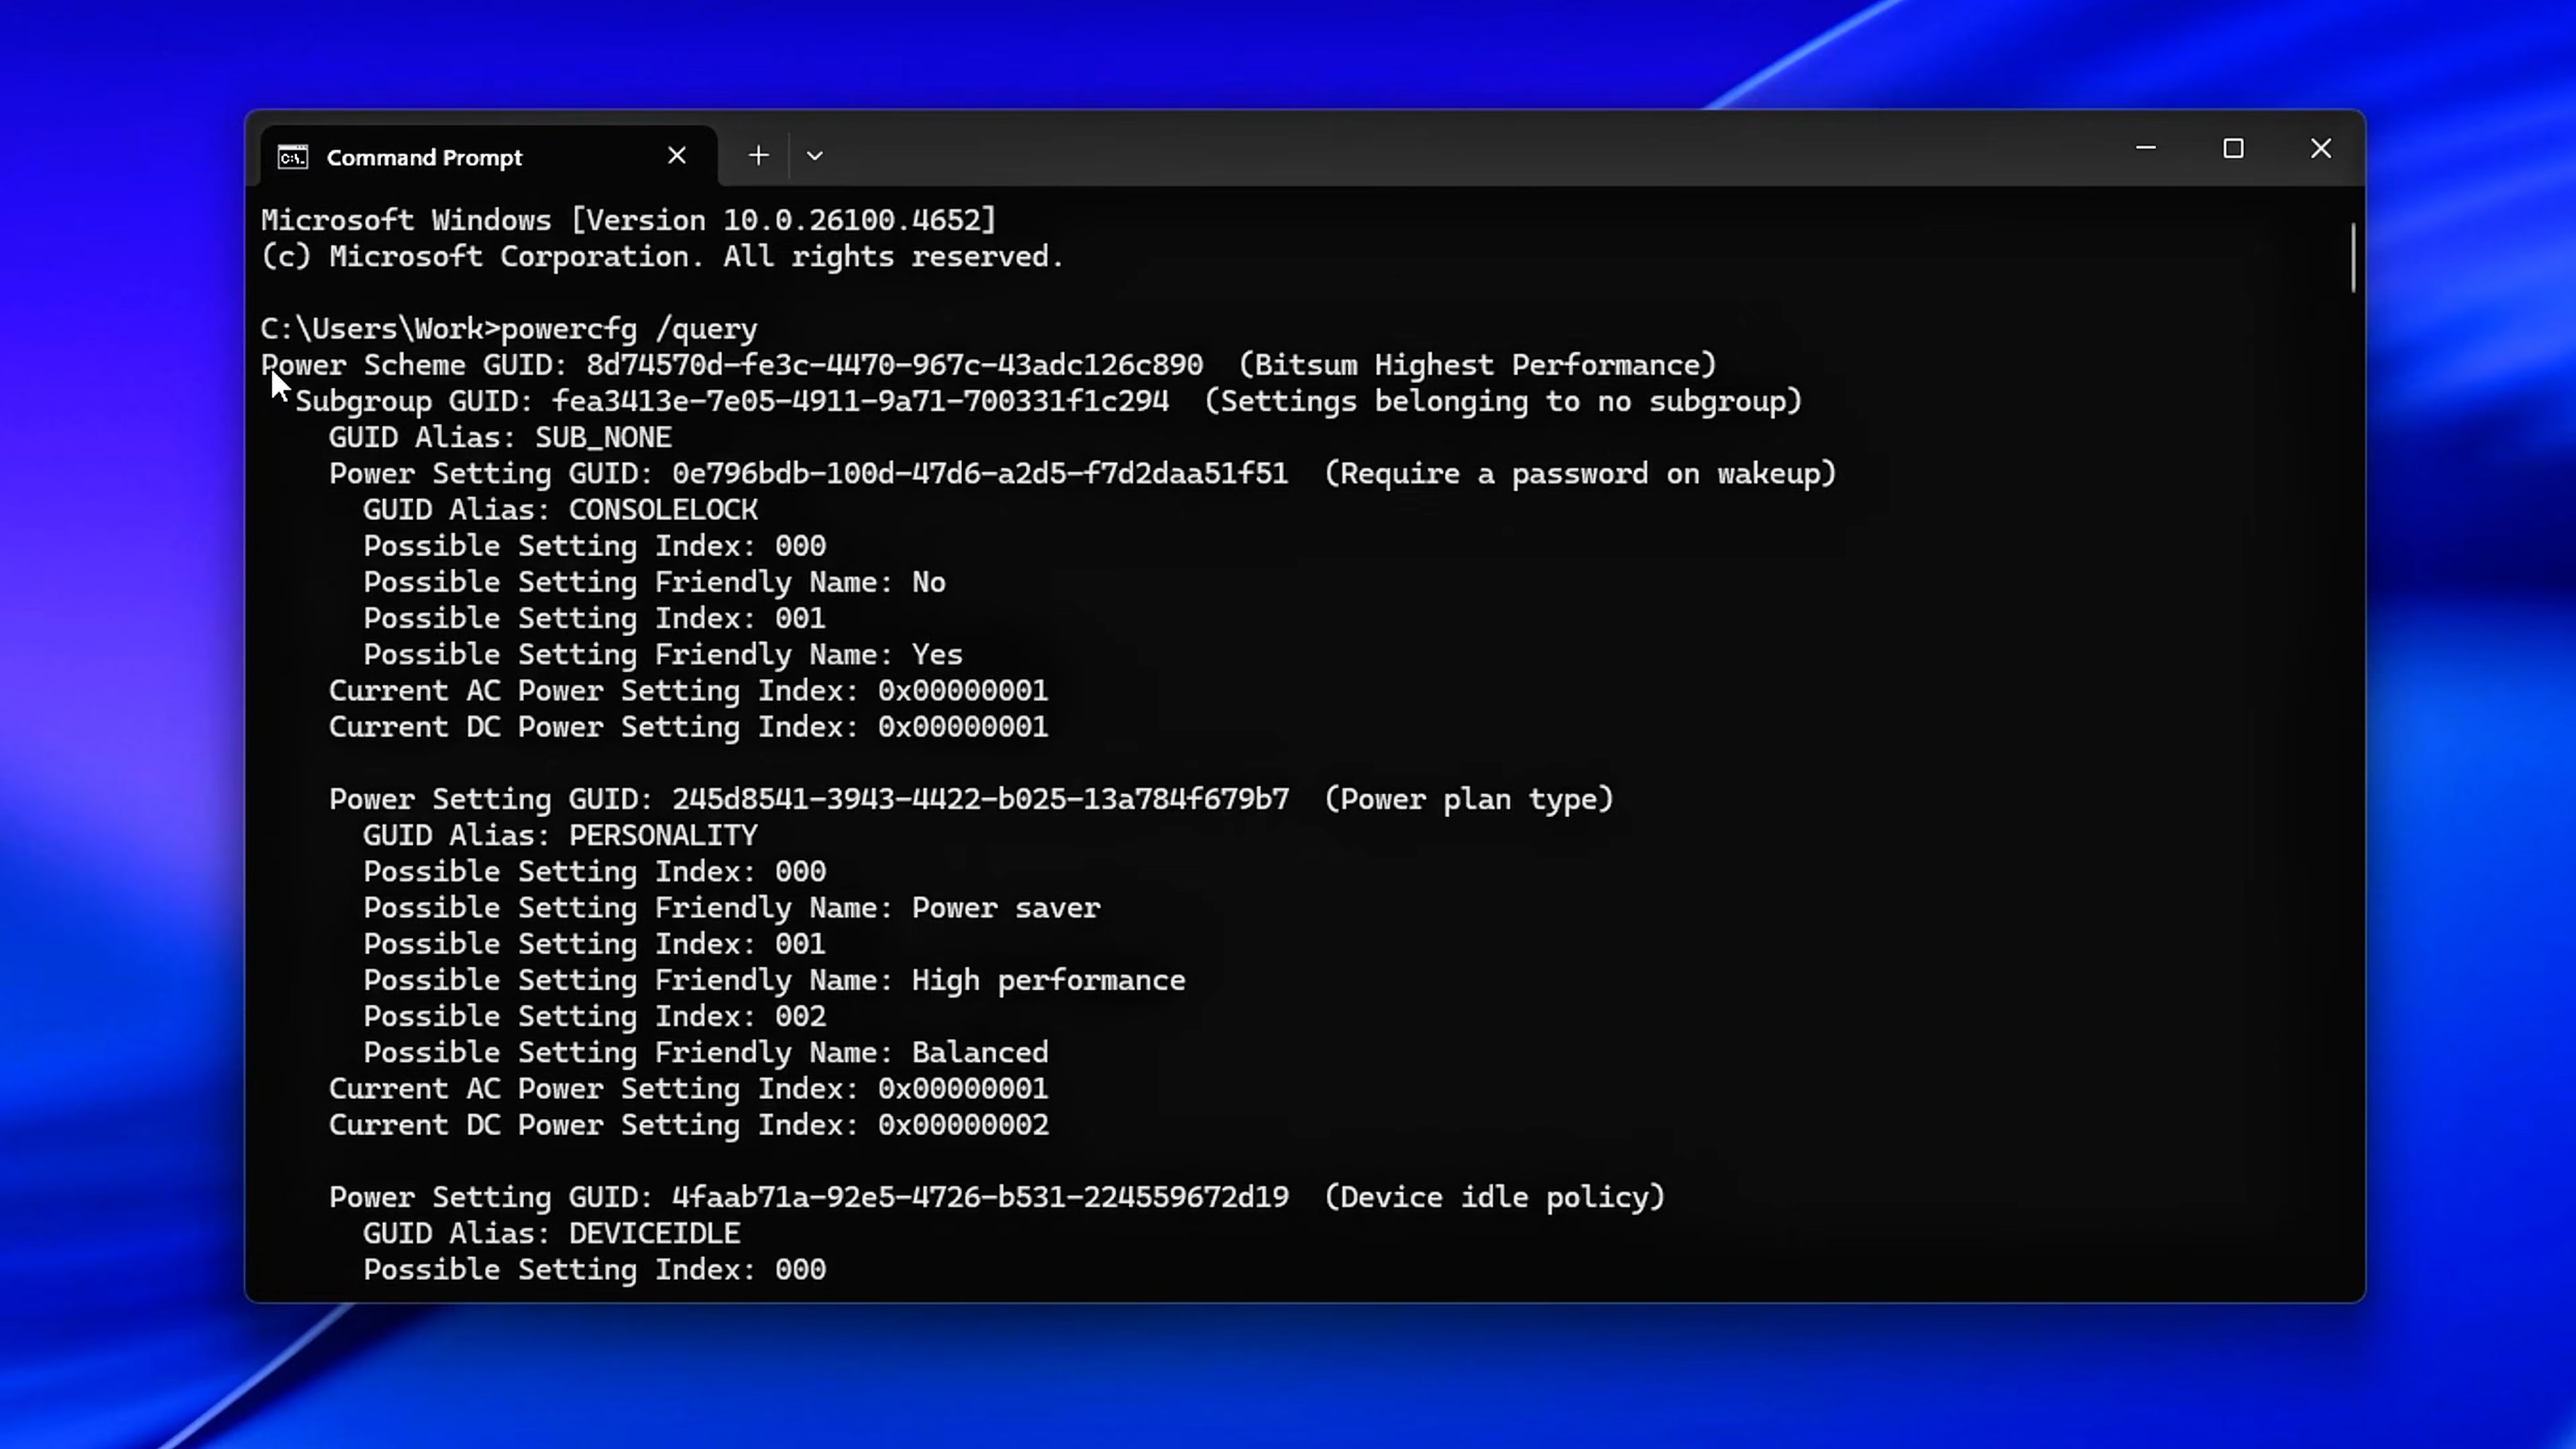 Command Prompt
Microsoft Windows [Version 10.0.26100.4652]
(c) Microsoft Corporation. All rights reserved.
C:\Users\Work>powercfg /query
Power Scheme GUID: 8d74570d-fe3c-4470-967c-43adc126c890  (Bitsum Highest Performance)
  Subgroup GUID: fea3413e-7e05-4911-9a71-700331f1c294  (Settings belonging to no subgroup)
    GUID Alias: SUB_NONE
    Power Setting GUID: 0e796bdb-100d-47d6-a2d5-f7d2daa51f51  (Require a password on wakeup)
      GUID Alias: CONSOLELOCK
      Possible Setting Index: 000
      Possible Setting Friendly Name: No
      Possible Setting Index: 001
      Possible Setting Friendly Name: Yes
    Current AC Power Setting Index: 0x00000001
    Current DC Power Setting Index: 0x00000001
    Power Setting GUID: 245d8541-3943-4422-b025-13a784f679b7  (Power plan type)
      GUID Alias: PERSONALITY
      Possible Setting Index: 000
      Possible Setting Friendly Name: Power saver
      Possible Setting Index: 001
      Possible Setting Friendly Name: High performance
      Possible Setting Index: 002
      Possible Setting Friendly Name: Balanced
    Current AC Power Setting Index: 0x00000001
    Current DC Power Setting Index: 0x00000002
    Power Setting GUID: 4faab71a-92e5-4726-b531-224559672d19  (Device idle policy)
      GUID Alias: DEVICEIDLE
      Possible Setting Index: 000